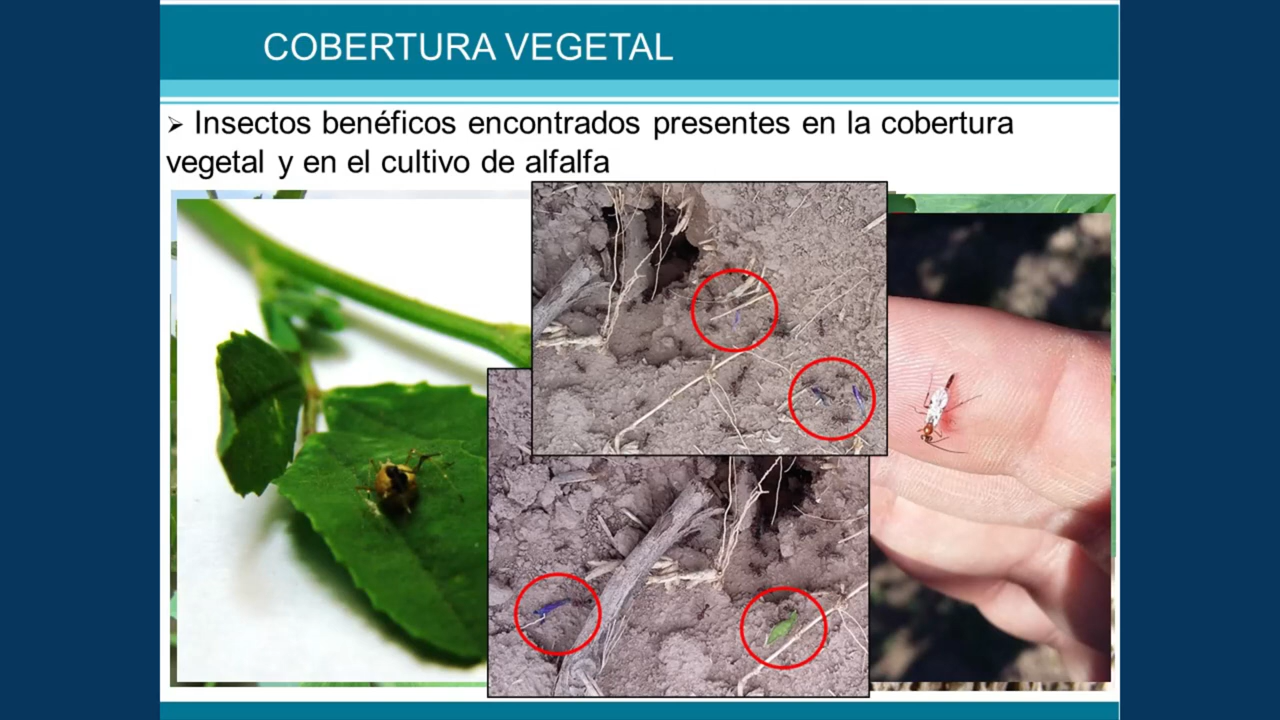 COBERTURA VEGETAL
➢ Insectos benéficos encontrados presentes en la cobertura
vegetal y en el cultivo de alfalfa